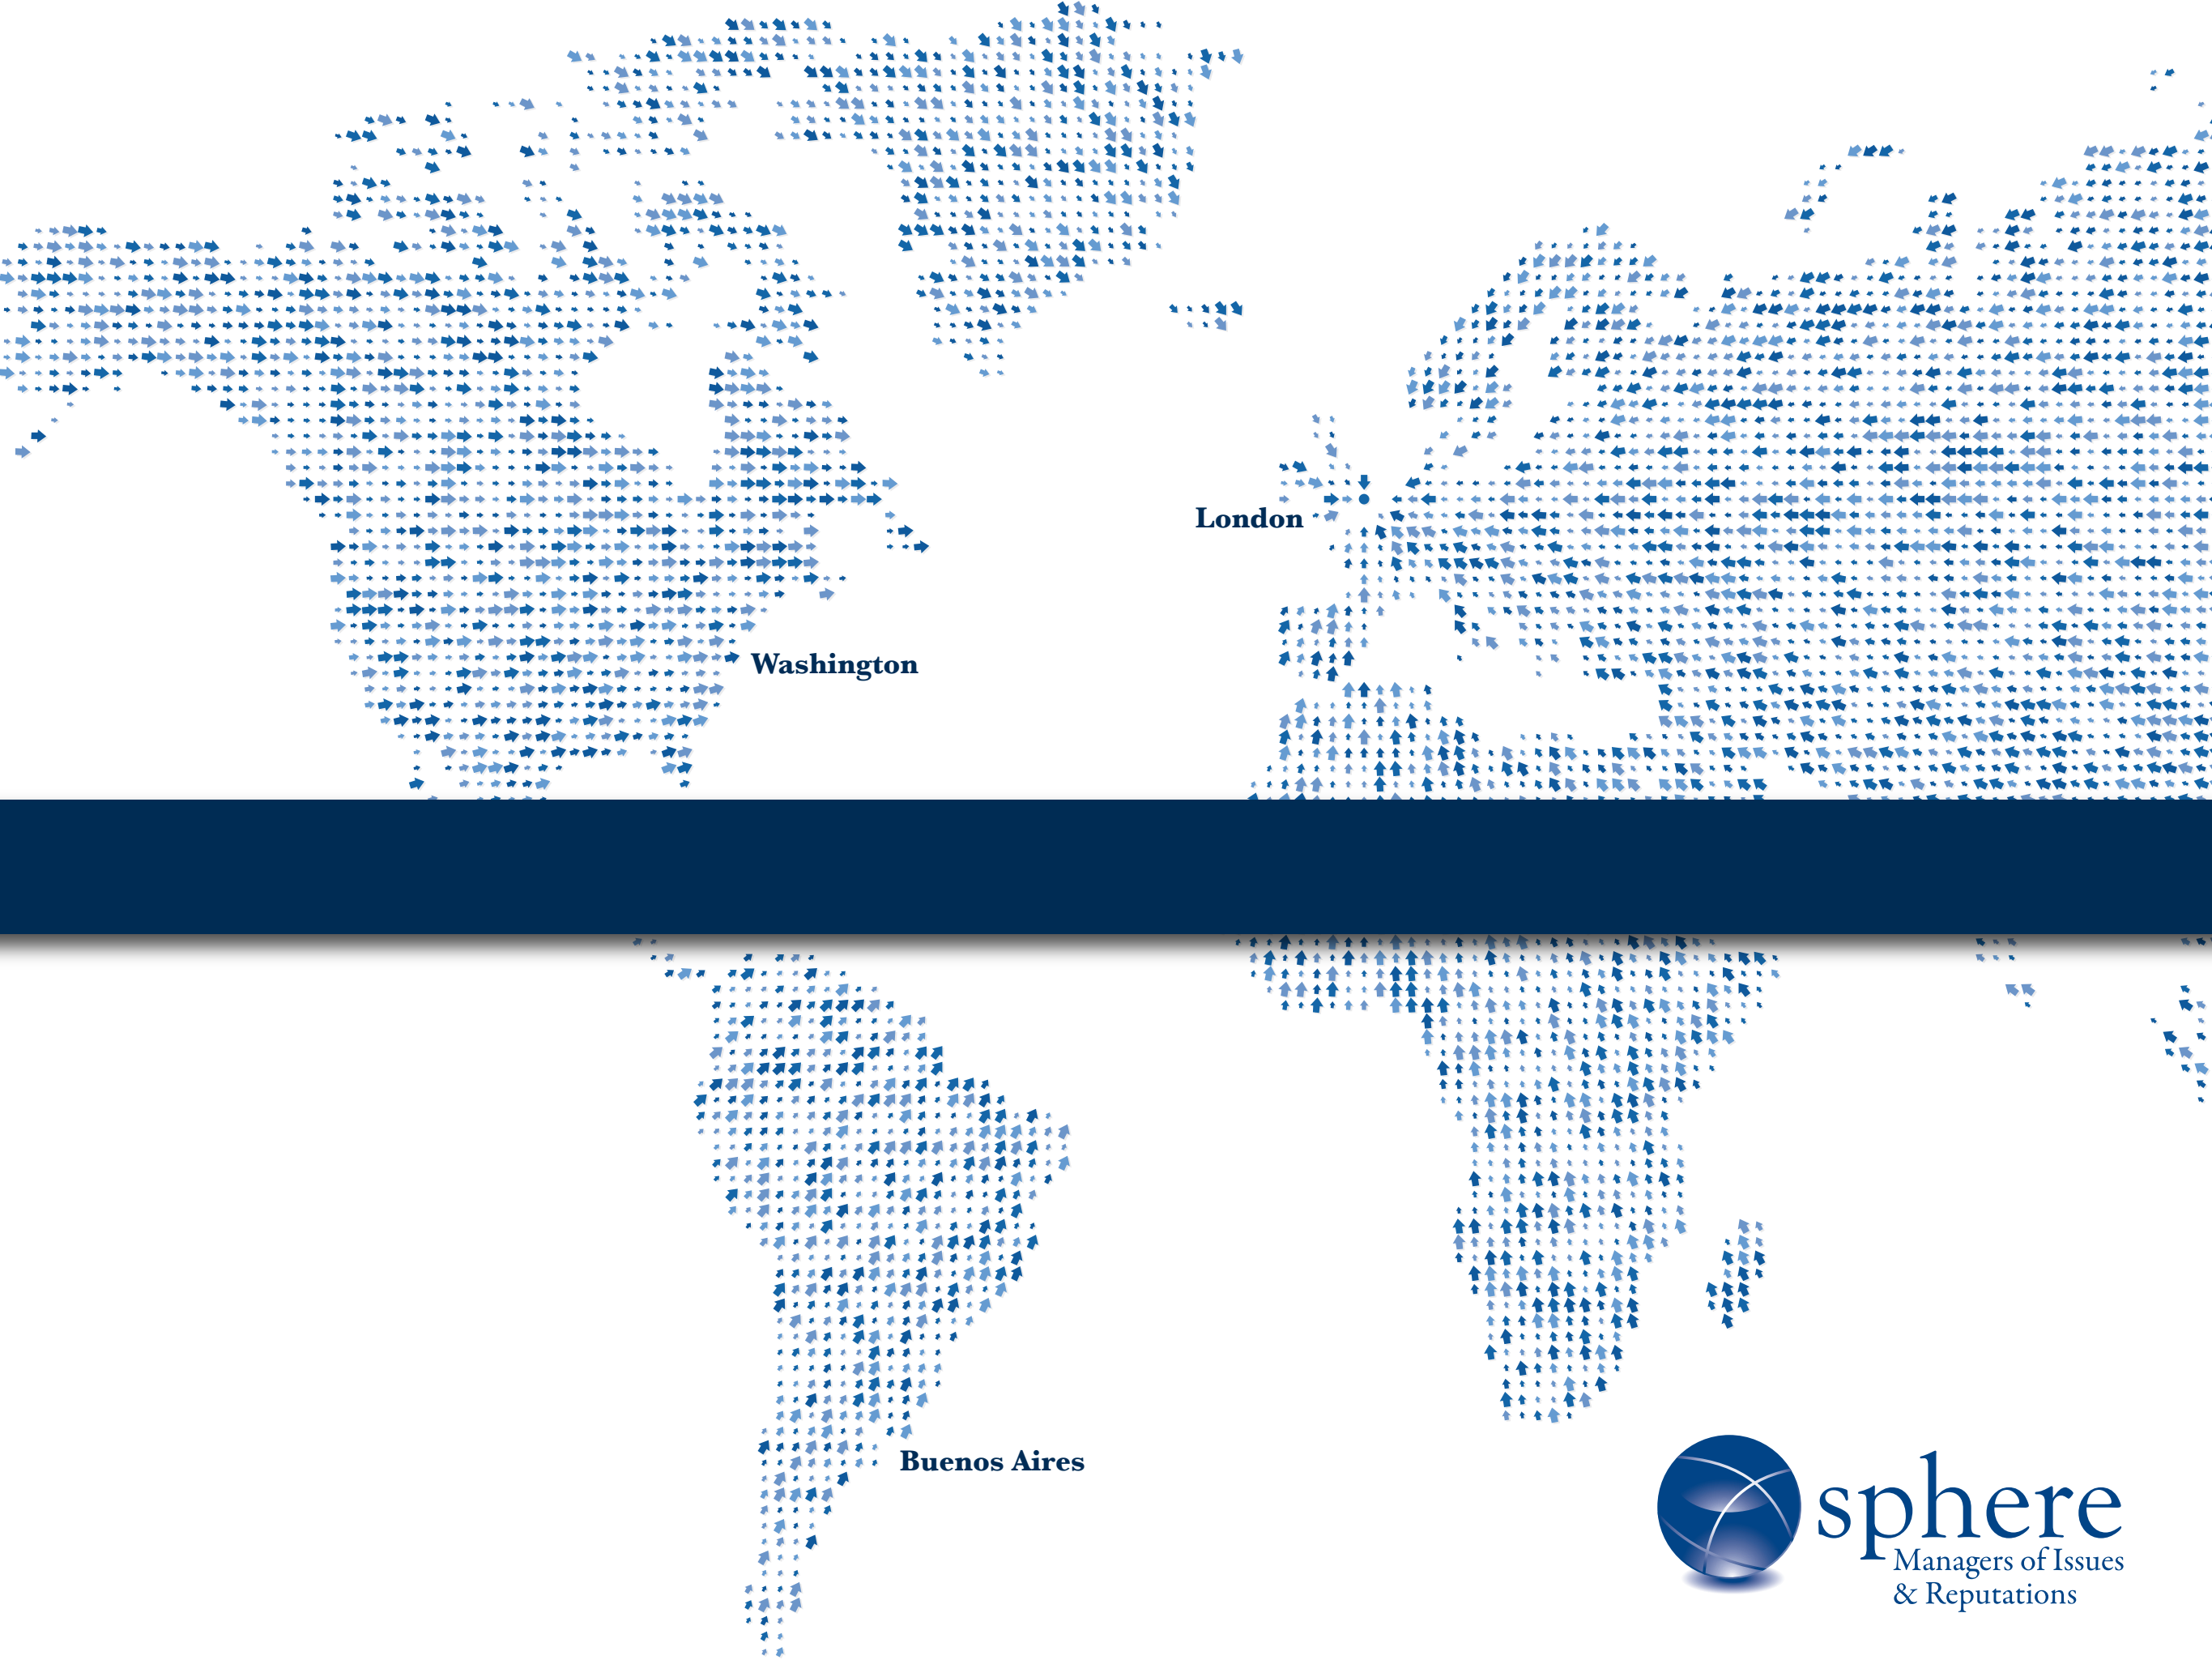 London
Washington
Buenos Aires
sphere
Managers of Issues
& Reputations